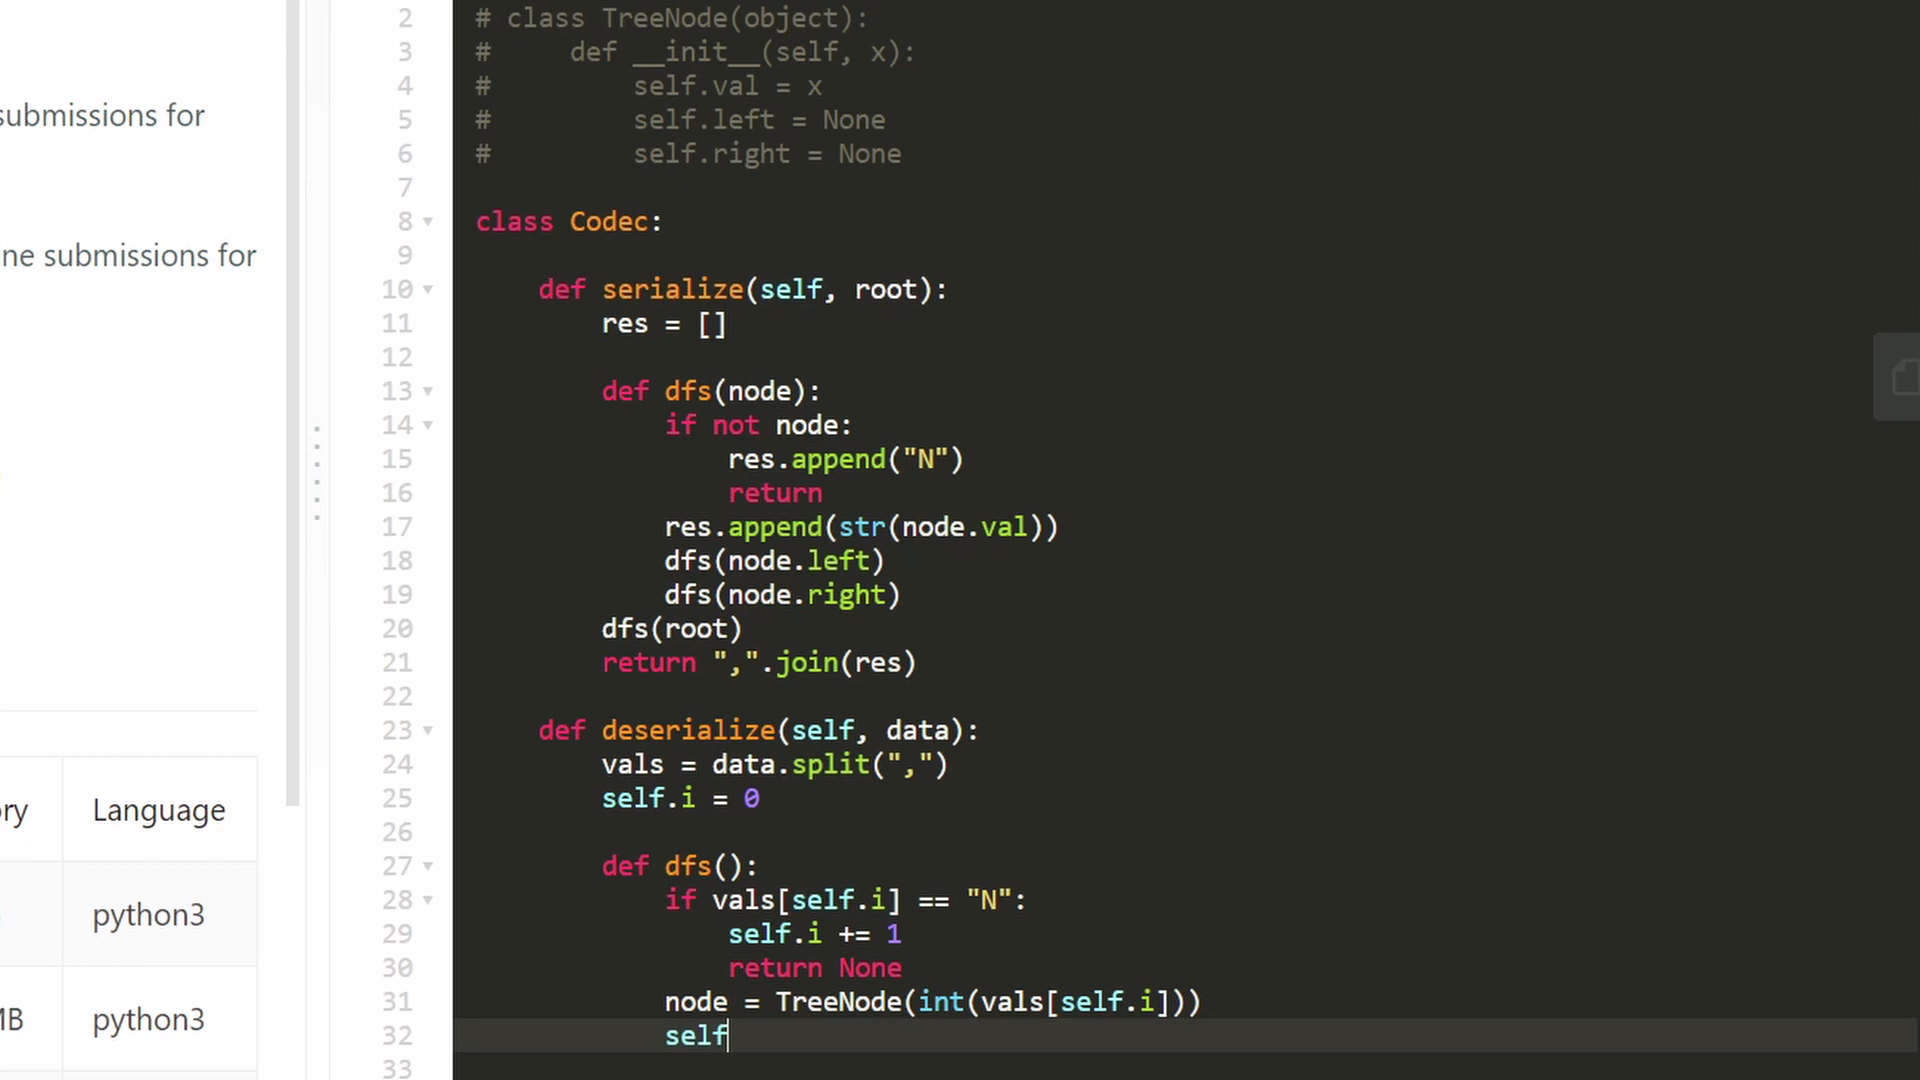 submissions for
ne submissions for
ry Language
python3
MB python3
2 # class TreeNode(object):
3 #     def __init__(self, x):
4 #         self.val = x
5 #         self.left = None
6 #         self.right = None
7
8 class Codec:
9
10     def serialize(self, root):
11         res = []
12
13         def dfs(node):
14             if not node:
15                 res.append("N")
16                 return
17             res.append(str(node.val))
18             dfs(node.left)
19             dfs(node.right)
20         dfs(root)
21         return ",".join(res)
22
23     def deserialize(self, data):
24         vals = data.split(",")
25         self.i = 0
26
27         def dfs():
28             if vals[self.i] == "N":
29                 self.i += 1
30                 return None
31             node = TreeNode(int(vals[self.i]))
32             self
33